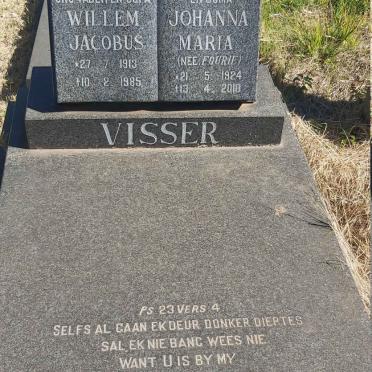 WILLEM
JACOBUS
*27 . 7 . 1913
+10 . 2 . 1985
JOHANNA
MARIA
(NEE FOURIE)
*21 . 5 . 1924
+13 . 4 . 2010
VISSER
PS 23 VERS 4
SELFS AL GAAN EK DEUR DONKER DIEPTES
SAL EK NIE BANG WEES NIE
WANT U IS BY MY